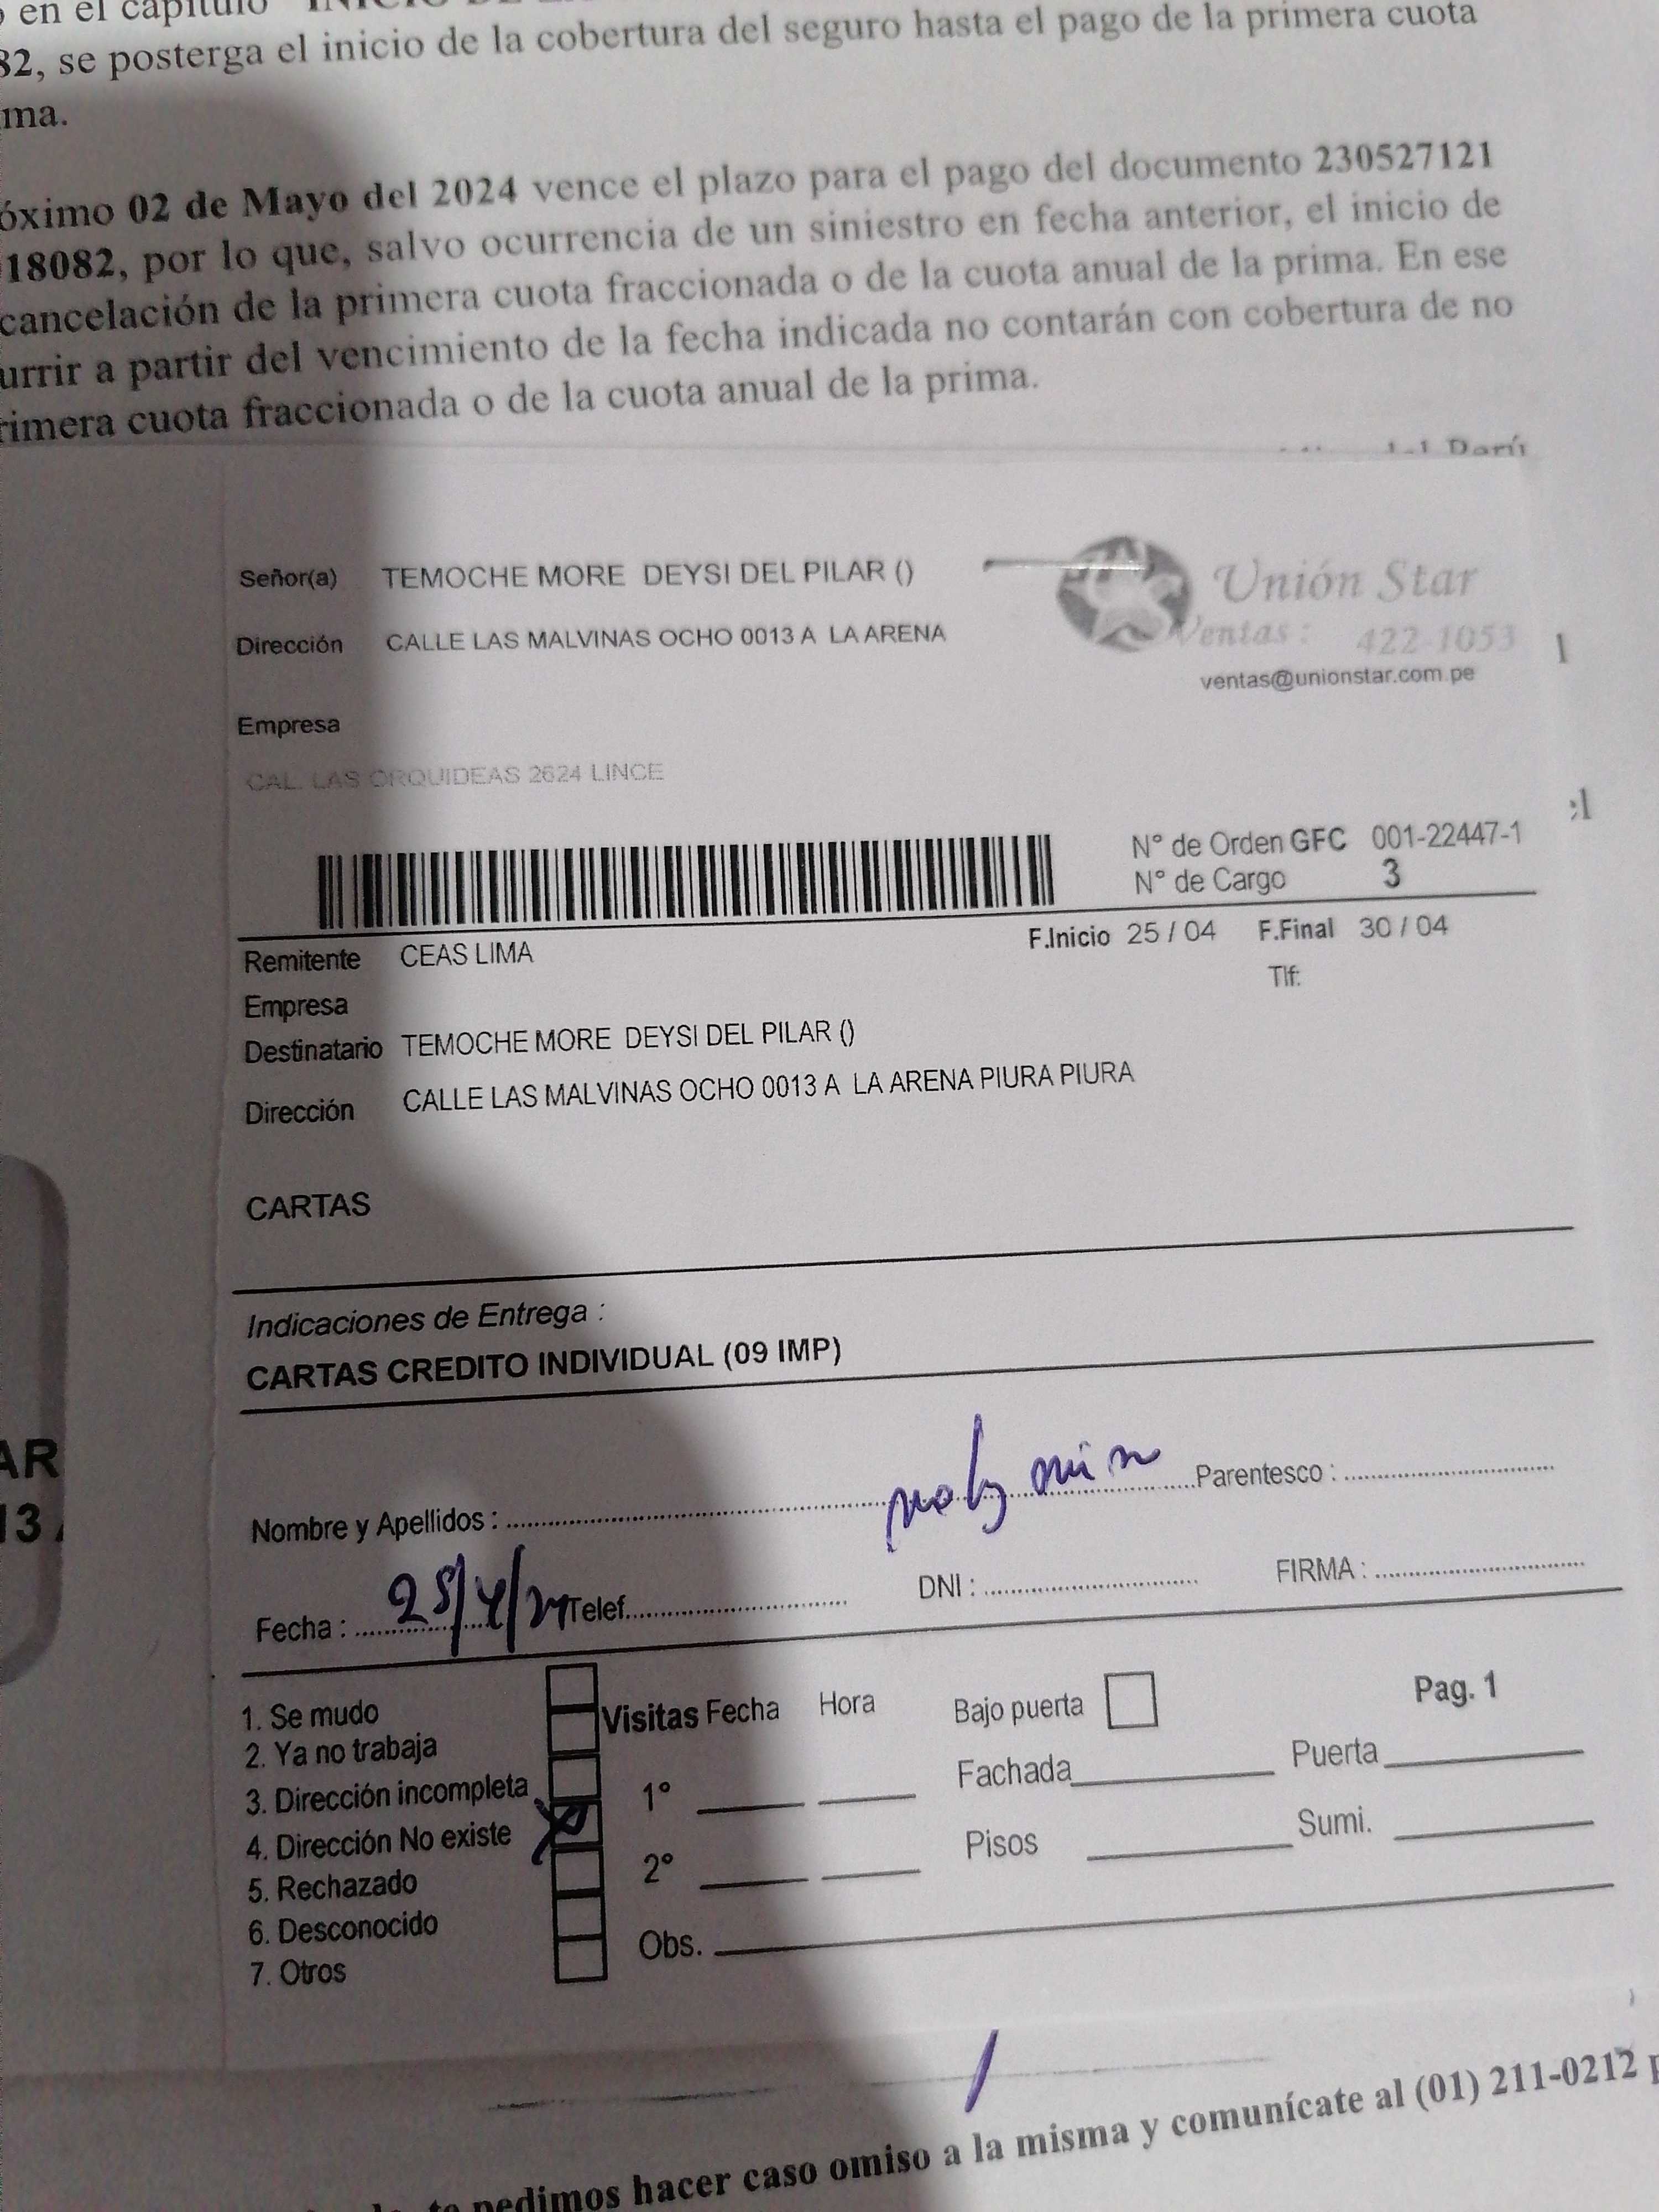 en el capítulo
82, se posterga el inicio de la cobertura del seguro hasta el pago de la primera cuota
ma.
óximo 02 de Mayo del 2024 vence el plazo para el pago del documento 230527121
18082, por lo que, salvo ocurrencia de un siniestro en fecha anterior, el inicio de
cancelación de la primera cuota fraccionada o de la cuota anual de la prima. En ese
urrir a partir del vencimiento de la fecha indicada no contarán con cobertura de no
rimera cuota fraccionada o de la cuota anual de la prima.
Señor(a) TEMOCHE MORE DEYSI DEL PILAR ()
Unión Star
Dirección CALLE LAS MALVINAS OCHO 0013 A LA ARENA
Ventas: 422-1053
ventas@unionstar.com.pe
Empresa
CAL. LAS ORQUIDEAS 2624 LINCE
N° de Orden GFC 001-22447-1
N° de Cargo 3
Remitente CEAS LIMA F.Inicio 25 / 04 F.Final 30 / 04
Tlf:
Empresa
Destinatario TEMOCHE MORE DEYSI DEL PILAR ()
Dirección CALLE LAS MALVINAS OCHO 0013 A LA ARENA PIURA PIURA
CARTAS
Indicaciones de Entrega :
CARTAS CREDITO INDIVIDUAL (09 IMP)
AR
13
Nombre y Apellidos : Parentesco :
Fecha : 25/4/24 Telef. DNI : FIRMA :
1. Se mudo
2. Ya no trabaja
3. Dirección incompleta
4. Dirección No existe
5. Rechazado
6. Desconocido
7. Otros
Visitas Fecha Hora
1°
2°
Obs.
Bajo puerta
Pag. 1
Fachada Puerta
Pisos Sumi.
pedimos hacer caso omiso a la misma y comunícate al (01) 211-0212 p